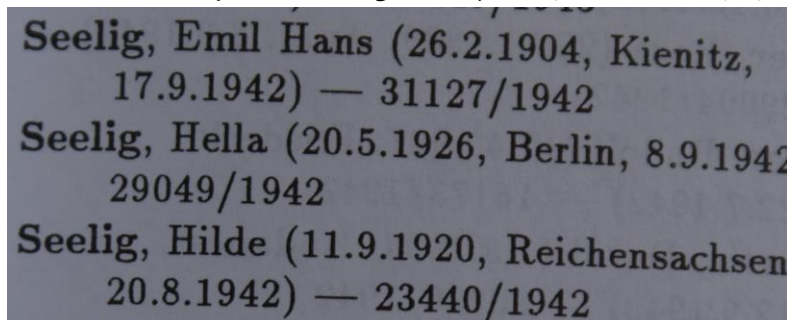 Seelig, Emil Hans (26.2.1904, Kienitz,
17.9.1942) — 31127/1942
Seelig, Hella (20.5.1926, Berlin, 8.9.1942
29049/1942
Seelig, Hilde (11.9.1920, Reichensachsen
20.8.1942) — 23440/1942